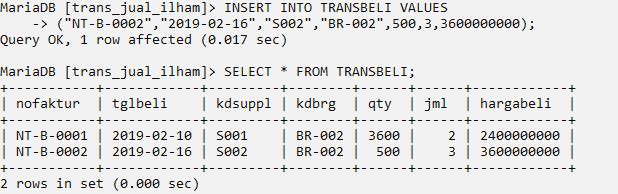 MariaDB [trans_jual_ilham]> INSERT INTO TRANSBELI VALUES
    -> ("NT-B-0002","2019-02-16","S002","BR-002",500,3,3600000000);
Query OK, 1 row affected (0.017 sec)

MariaDB [trans_jual_ilham]> SELECT * FROM TRANSBELI;
+-----------+------------+---------+--------+------+-----+------------+
| nofaktur  | tglbeli    | kdsuppl | kdbrg  | qty  | jml | hargabeli  |
+-----------+------------+---------+--------+------+-----+------------+
| NT-B-0001 | 2019-02-10 | S001    | BR-002 | 3600 |   2 | 2400000000 |
| NT-B-0002 | 2019-02-16 | S002    | BR-002 |  500 |   3 | 3600000000 |
+-----------+------------+---------+--------+------+-----+------------+
2 rows in set (0.000 sec)